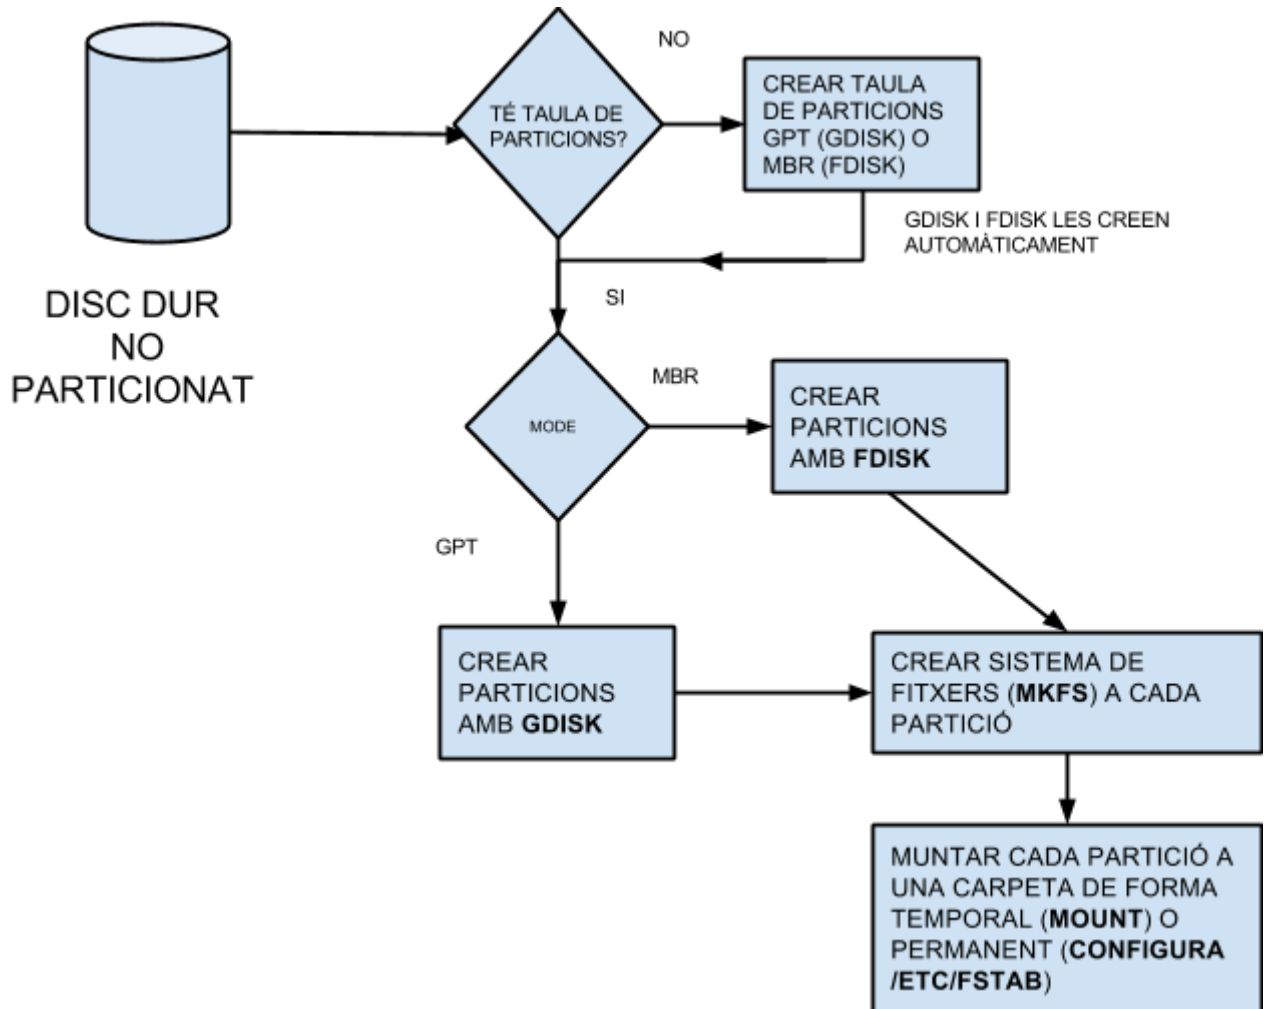 DISC DUR
NO
PARTICIONAT
TÉ TAULA DE
PARTICIONS?
NO
CREAR TAULA
DE PARTICIONS
GPT (GDISK) O
MBR (FDISK)
GDISK I FDISK LES CREEN
AUTOMÀTICAMENT
SI
MODE
MBR
CREAR
PARTICIONS
AMB FDISK
GPT
CREAR
PARTICIONS
AMB GDISK
CREAR SISTEMA DE
FITXERS (MKFS) A CADA
PARTICIÓ
MUNTAR CADA PARTICIÓ A
UNA CARPETA DE FORMA
TEMPORAL (MOUNT) O
PERMANENT (CONFIGURA
/ETC/FSTAB)